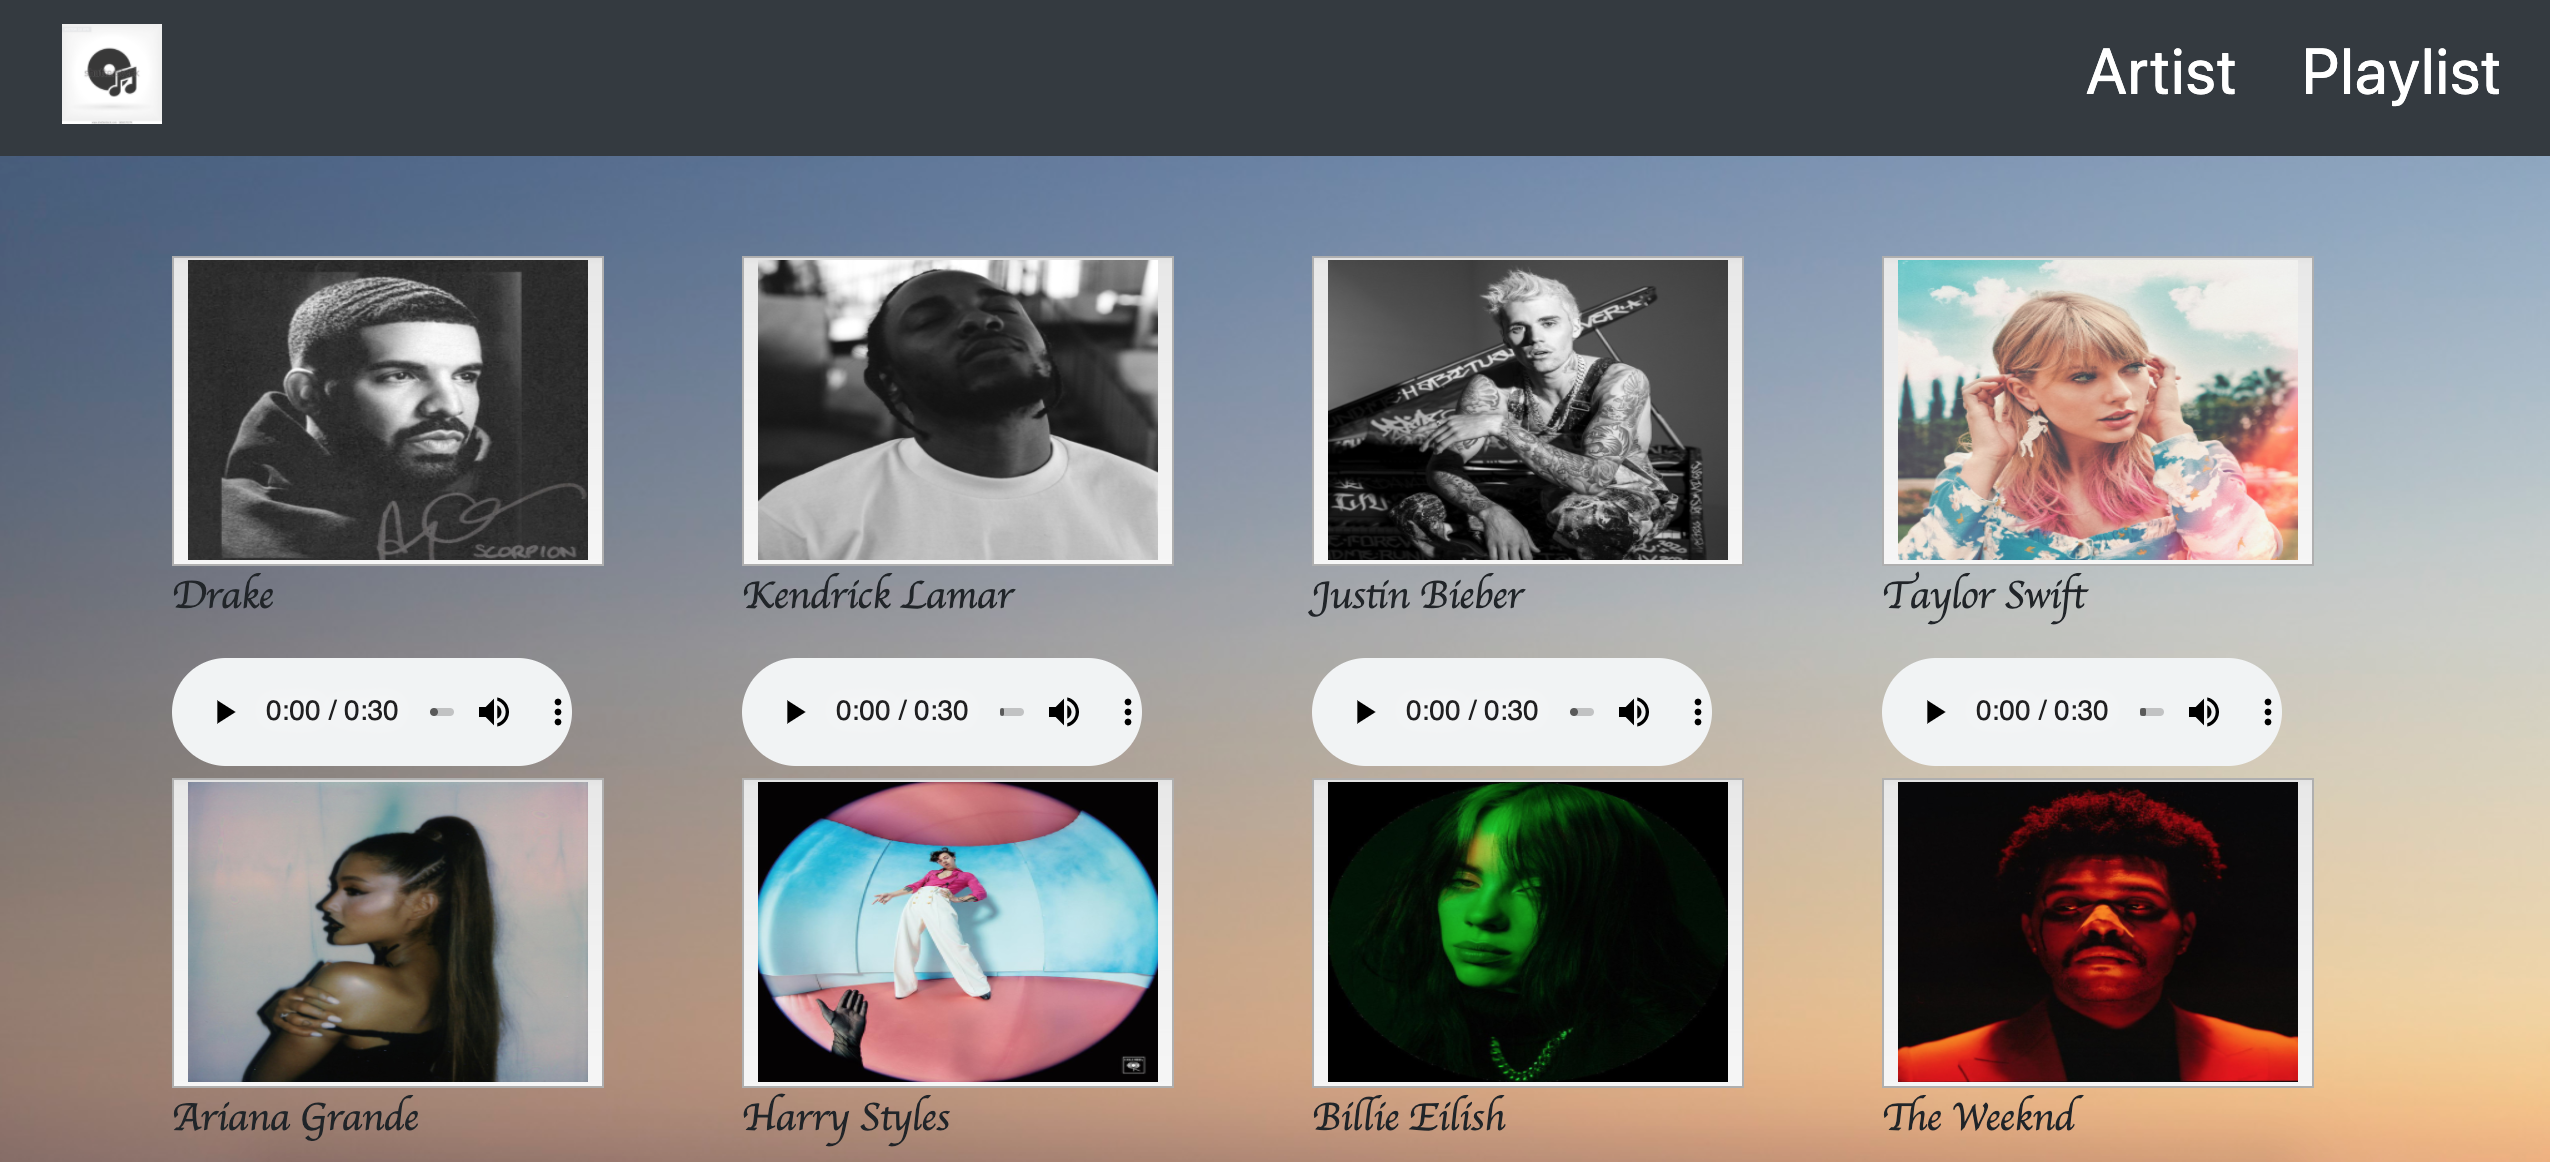 Artist Playlist
SCORPION
HABITUAL
Drake Kendrick Lamar Justin Bieber Taylor Swift
0:00 / 0:30 0:00 / 0:30 0:00 / 0:30 0:00 / 0:30
Ariana Grande Harry Styles Billie Eilish The Weeknd